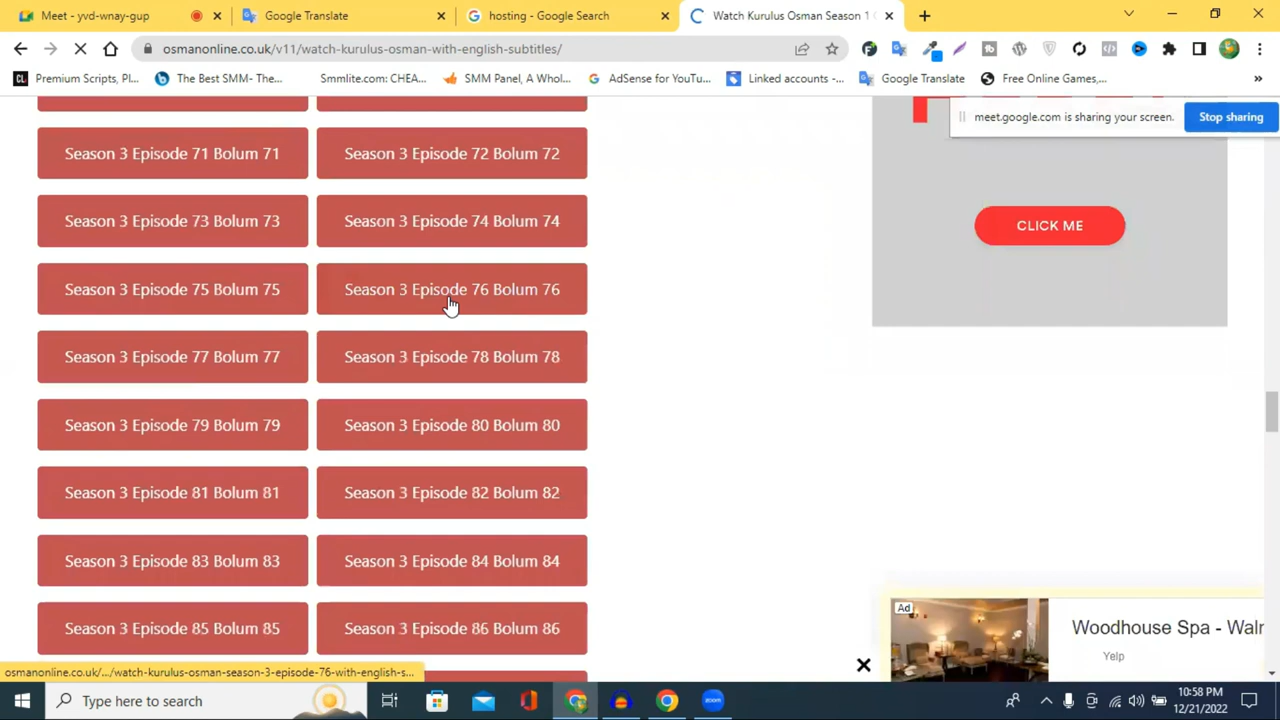 Meet - yvd-wnay-gup
Google Translate
hosting - Google Search
Watch Kurulus Osman Season 1
osmanonline.co.uk/v11/watch-kurulus-osman-with-english-subtitles/
Premium Scripts, Pl...
The Best SMM- The...
Smmlite.com: CHEA...
SMM Panel, A Whol...
AdSense for YouTu...
Linked accounts -...
Google Translate
Free Online Games,...
»
meet.google.com is sharing your screen.
Stop sharing
Season 3 Episode 71 Bolum 71
Season 3 Episode 72 Bolum 72
Season 3 Episode 73 Bolum 73
Season 3 Episode 74 Bolum 74
CLICK ME
Season 3 Episode 75 Bolum 75
Season 3 Episode 76 Bolum 76
Season 3 Episode 77 Bolum 77
Season 3 Episode 78 Bolum 78
Season 3 Episode 79 Bolum 79
Season 3 Episode 80 Bolum 80
Season 3 Episode 81 Bolum 81
Season 3 Episode 82 Bolum 82
Season 3 Episode 83 Bolum 83
Season 3 Episode 84 Bolum 84
Season 3 Episode 85 Bolum 85
Season 3 Episode 86 Bolum 86
Ad
Woodhouse Spa - Waln
Yelp
osmanonline.co.uk/.../watch-kurulus-osman-season-3-episode-76-with-english-s...
Type here to search
zoom
10:58 PM
12/21/2022